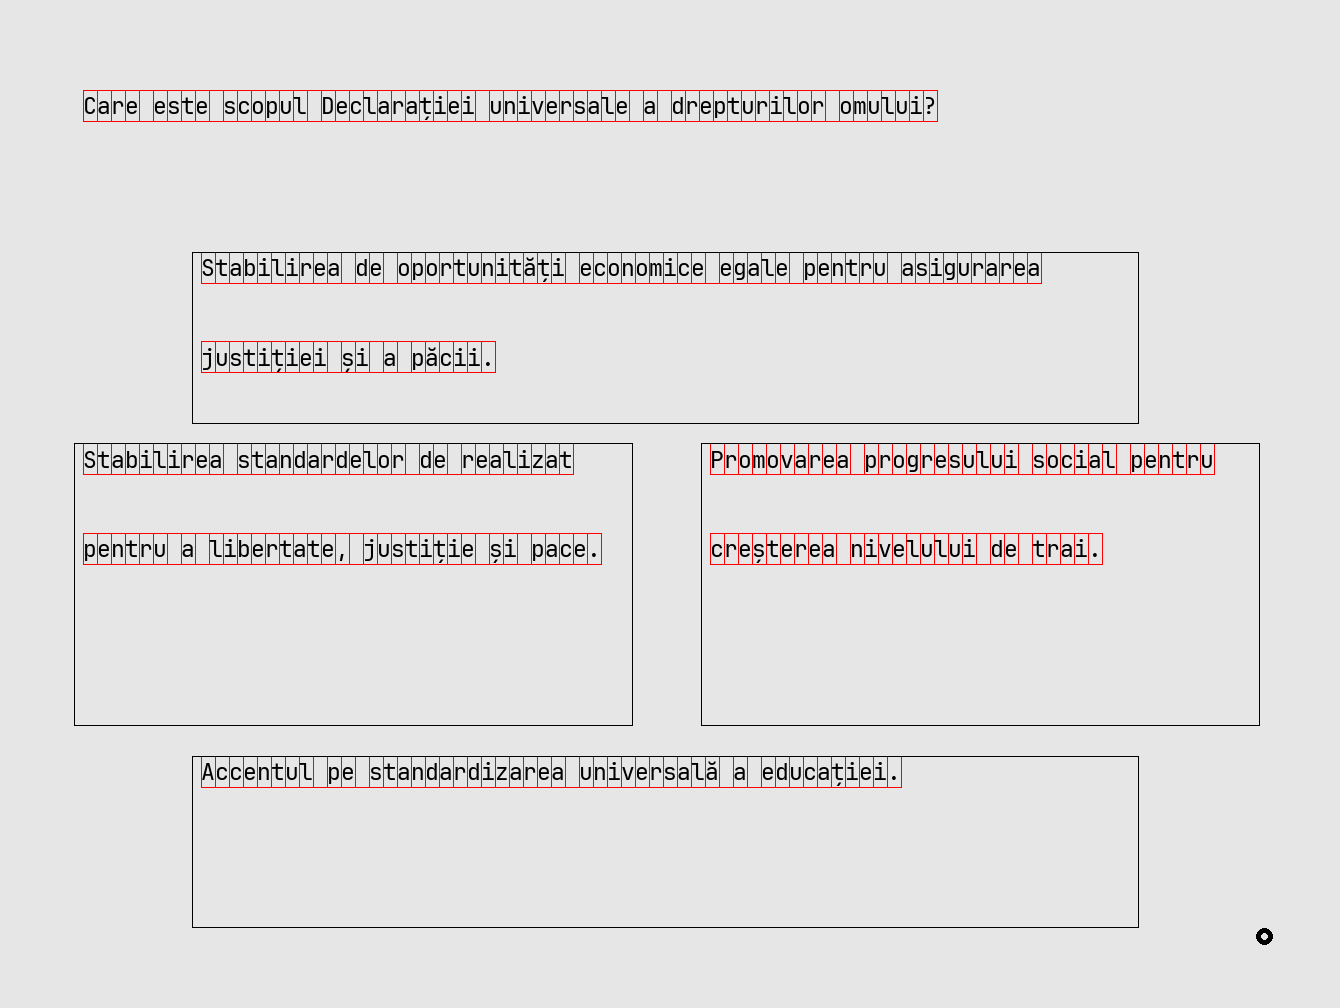 Care este scopul Declarației universale a drepturilor omului?
Stabilirea de oportunități economice egale pentru asigurarea
justiției și a păcii.
Stabilirea standardelor de realizat
pentru a libertate, justiție și pace.
Promovarea progresului social pentru
creșterea nivelului de trai.
Accentul pe standardizarea universală a educației.